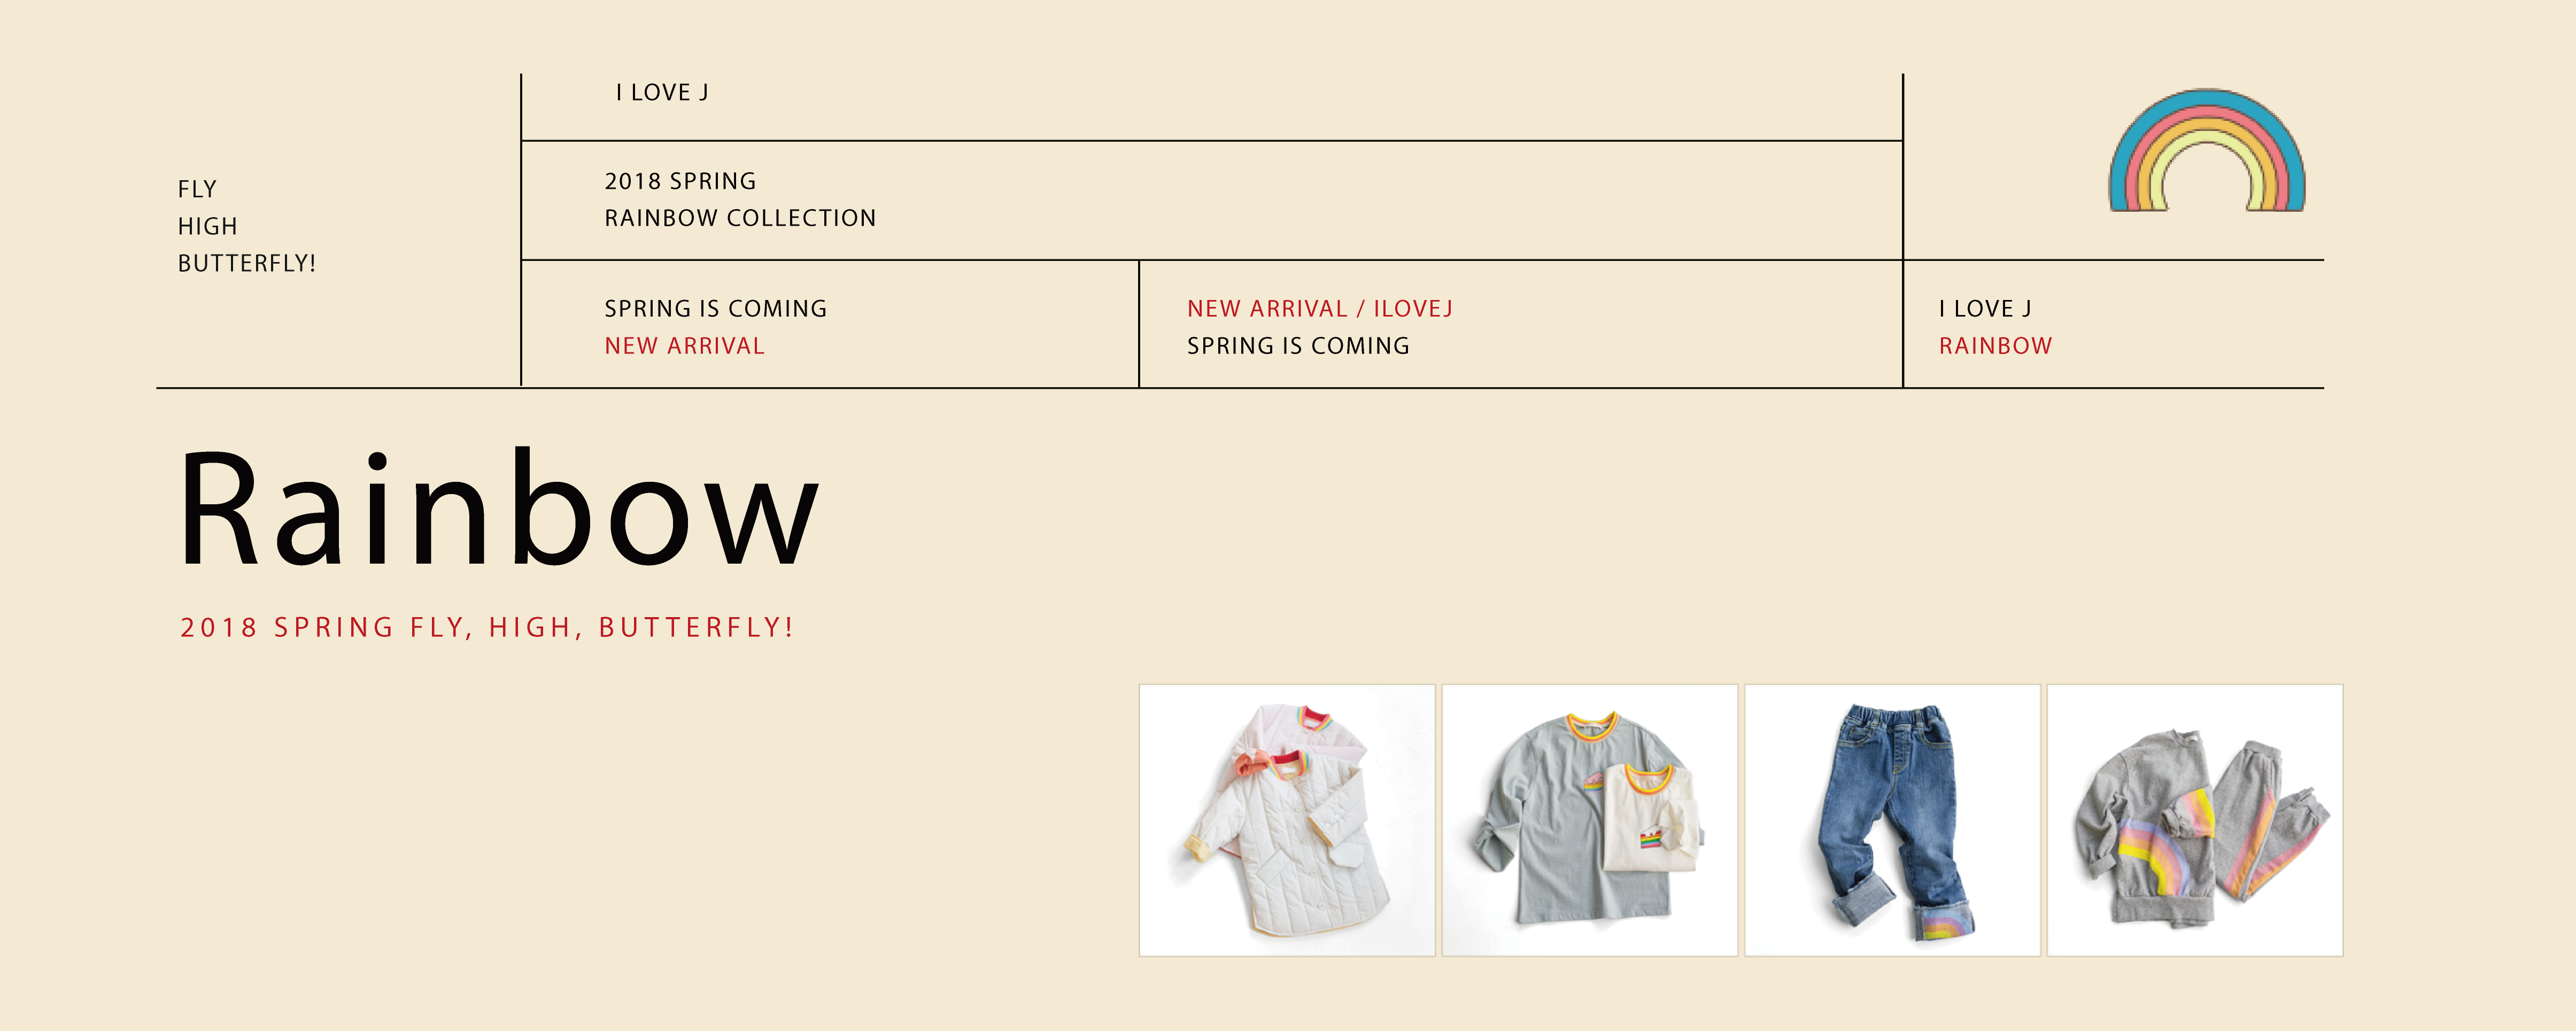 I LOVE J
FLY
HIGH
BUTTERFLY!
2018 SPRING
RAINBOW COLLECTION
SPRING IS COMING
NEW ARRIVAL
NEW ARRIVAL / ILOVEJ
SPRING IS COMING
I LOVE J
RAINBOW
Rainbow
2018 SPRING FLY, HIGH, BUTTERFLY!